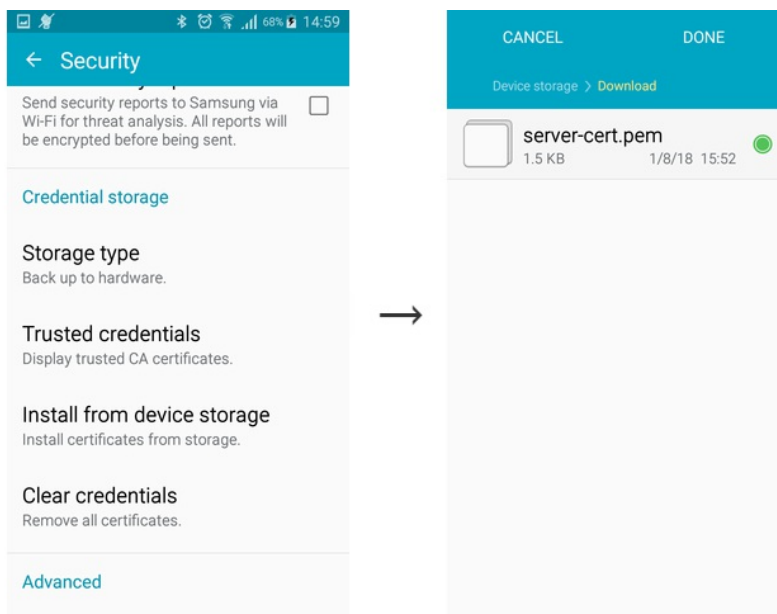 68% 14:59
Security
Send security reports to Samsung via
Wi-Fi for threat analysis. All reports will
be encrypted before being sent.
Credential storage
Storage type
Back up to hardware.
Trusted credentials
Display trusted CA certificates.
Install from device storage
Install certificates from storage.
Clear credentials
Remove all certificates.
Advanced
CANCEL DONE
Device storage > Download
server-cert.pem
1.5 KB 1/8/18 15:52